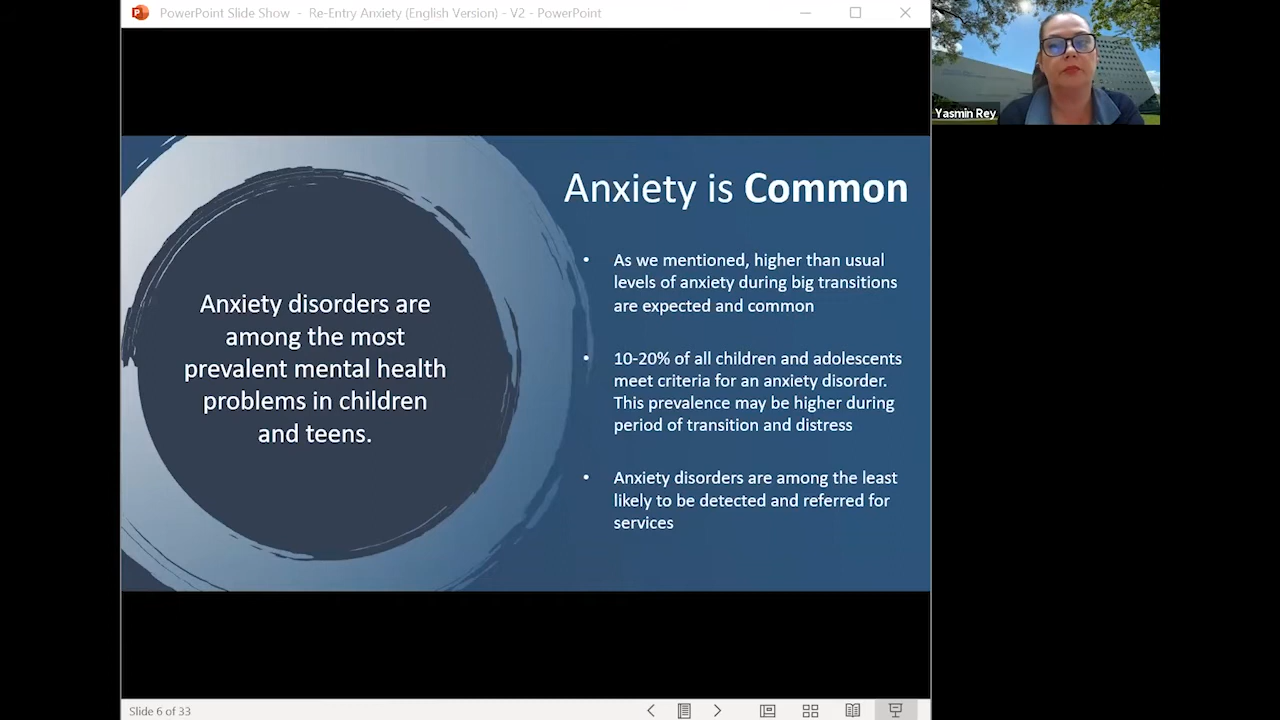 PowerPoint Slide Show - Re-Entry Anxiety (English Version) - V2 - PowerPoint
Yasmin Rey
Anxiety is Common
Anxiety disorders are
among the most
prevalent mental health
problems in children
and teens.
• As we mentioned, higher than usual
levels of anxiety during big transitions
are expected and common
• 10-20% of all children and adolescents
meet criteria for an anxiety disorder.
This prevalence may be higher during
period of transition and distress
• Anxiety disorders are among the least
likely to be detected and referred for
services
Slide 6 of 33